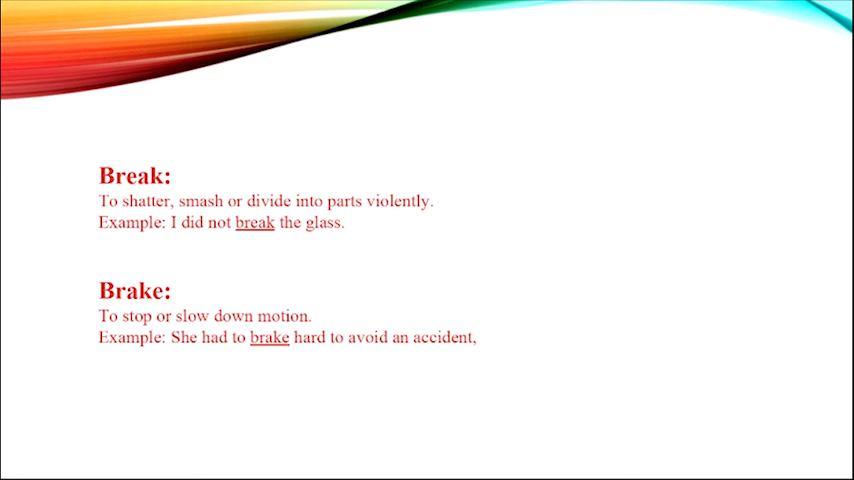 Break:
To shatter, smash or divide into parts violently.
Example: I did not break the glass.
Brake:
To stop or slow down motion.
Example: She had to brake hard to avoid an accident,